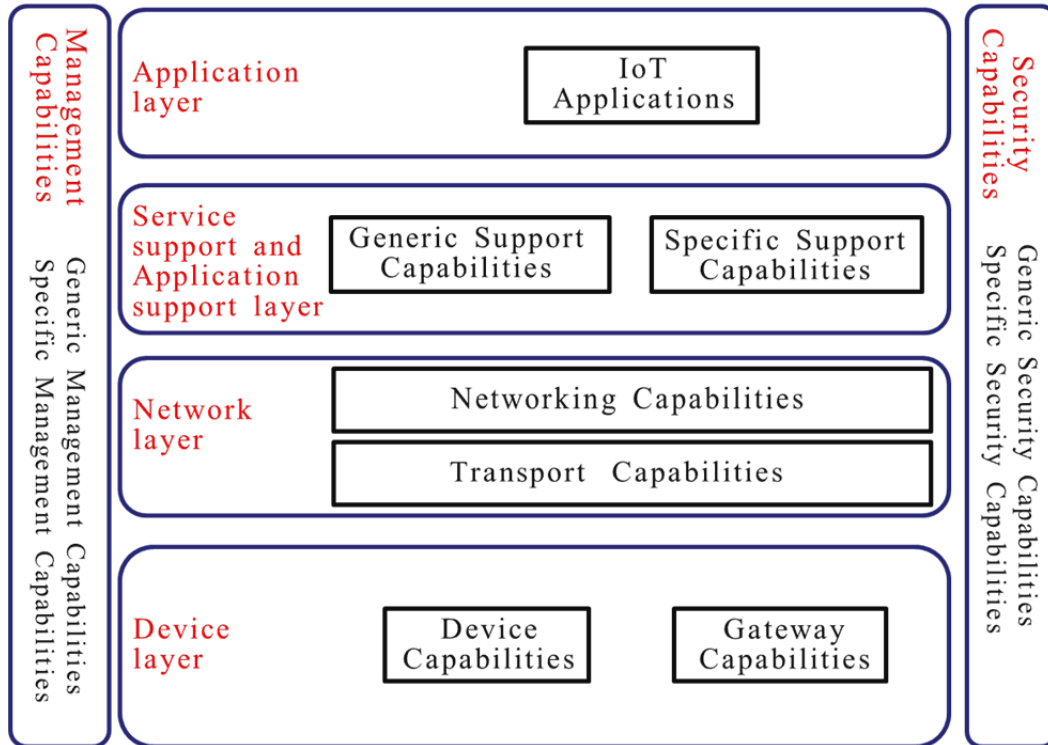 Management
Capabilities
Generic Management Capabilities
Specific Management Capabilities
Application
layer
IoT
Applications
Service
support and
Application
support layer
Generic Support
Capabilities
Specific Support
Capabilities
Network
layer
Networking Capabilities
Transport Capabilities
Device
layer
Device
Capabilities
Gateway
Capabilities
Security
Capabilities
Generic Security Capabilities
Specific Security Capabilities